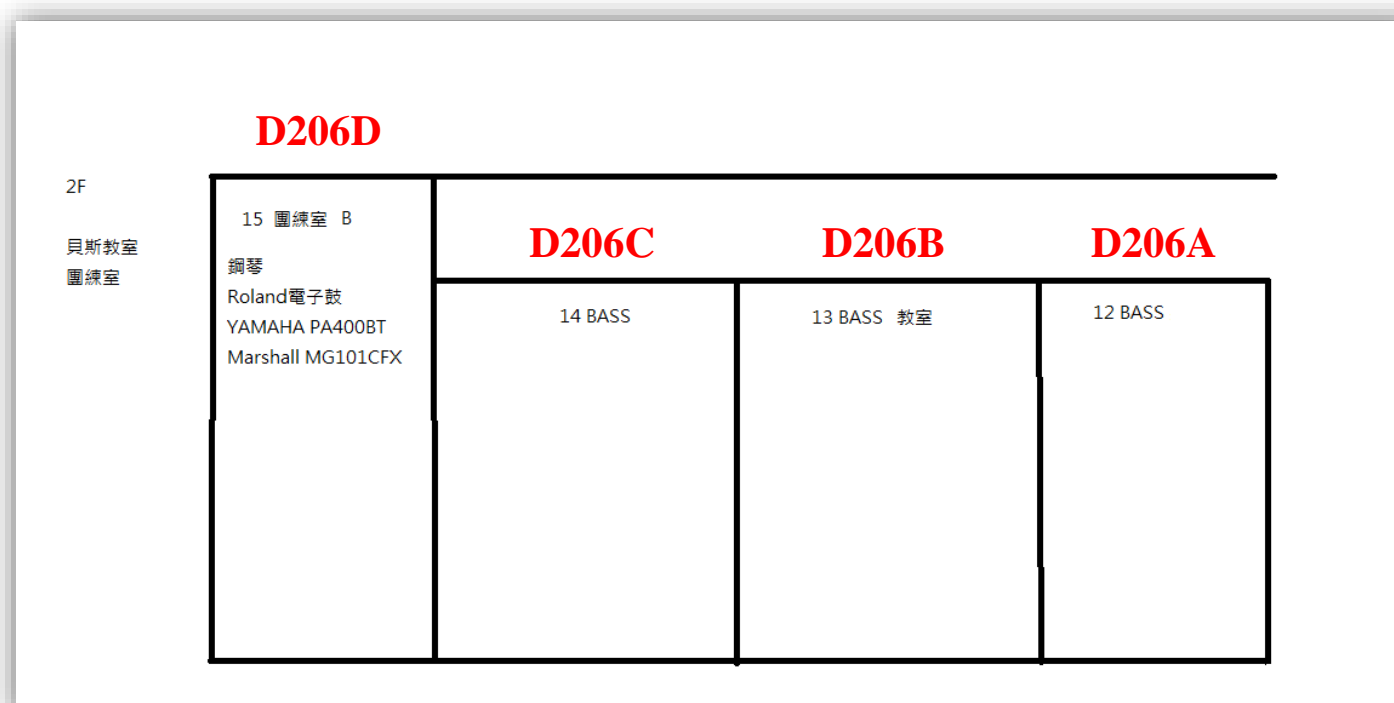 D206D
2F
貝斯教室
團練室
15 團練室 B
鋼琴
Roland電子鼓
YAMAHA PA400BT
Marshall MG101CFX
D206C
D206B
D206A
14 BASS
13 BASS 教室
12 BASS